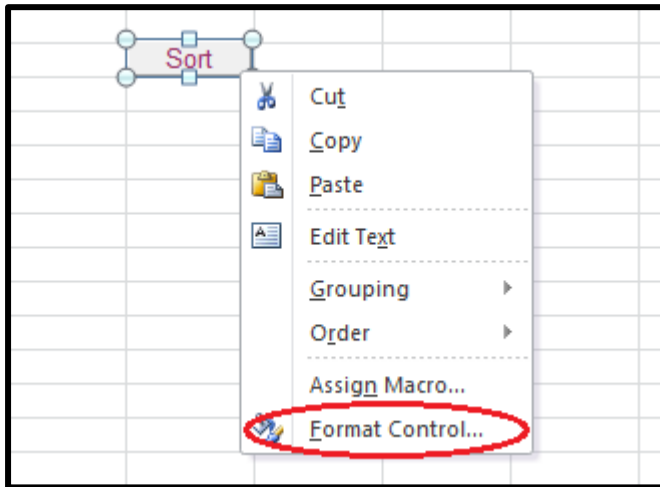 Sort
Cut
Copy
Paste
Edit Text
Grouping
Order
Assign Macro...
Format Control...